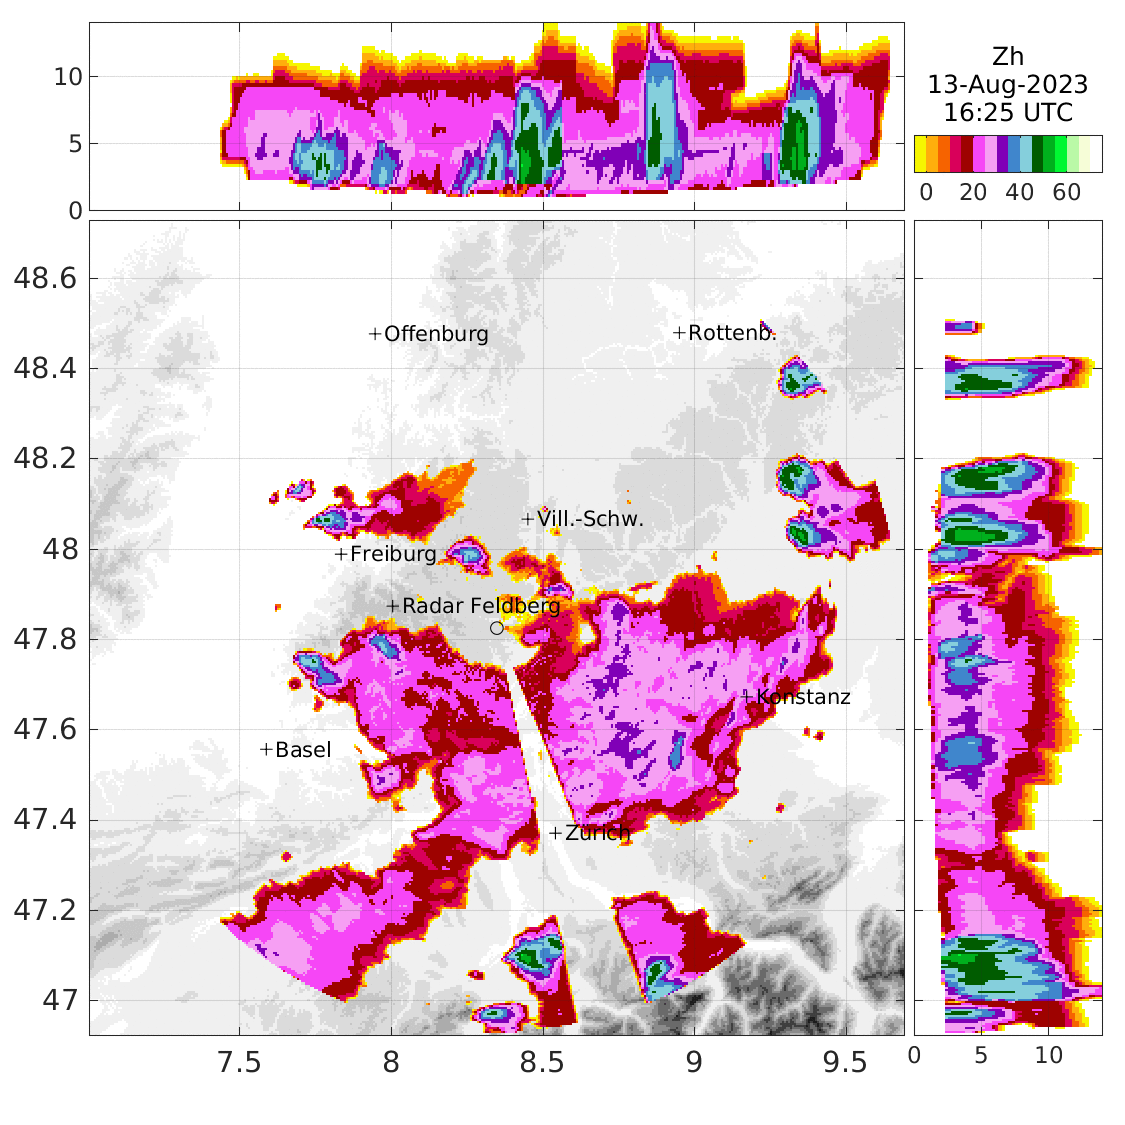 10
5
0
Zh
13-Aug-2023
16:25 UTC
0 20 40 60
48.6
48.4
48.2
48
47.8
47.6
47.4
47.2
47
+Offenburg
+Rottenb.
+Vill.-Schw.
+Freiburg
+Radar Feldberg
+Konstanz
+Basel
+Zürich
7.5 8 8.5 9 9.5
0 5 10